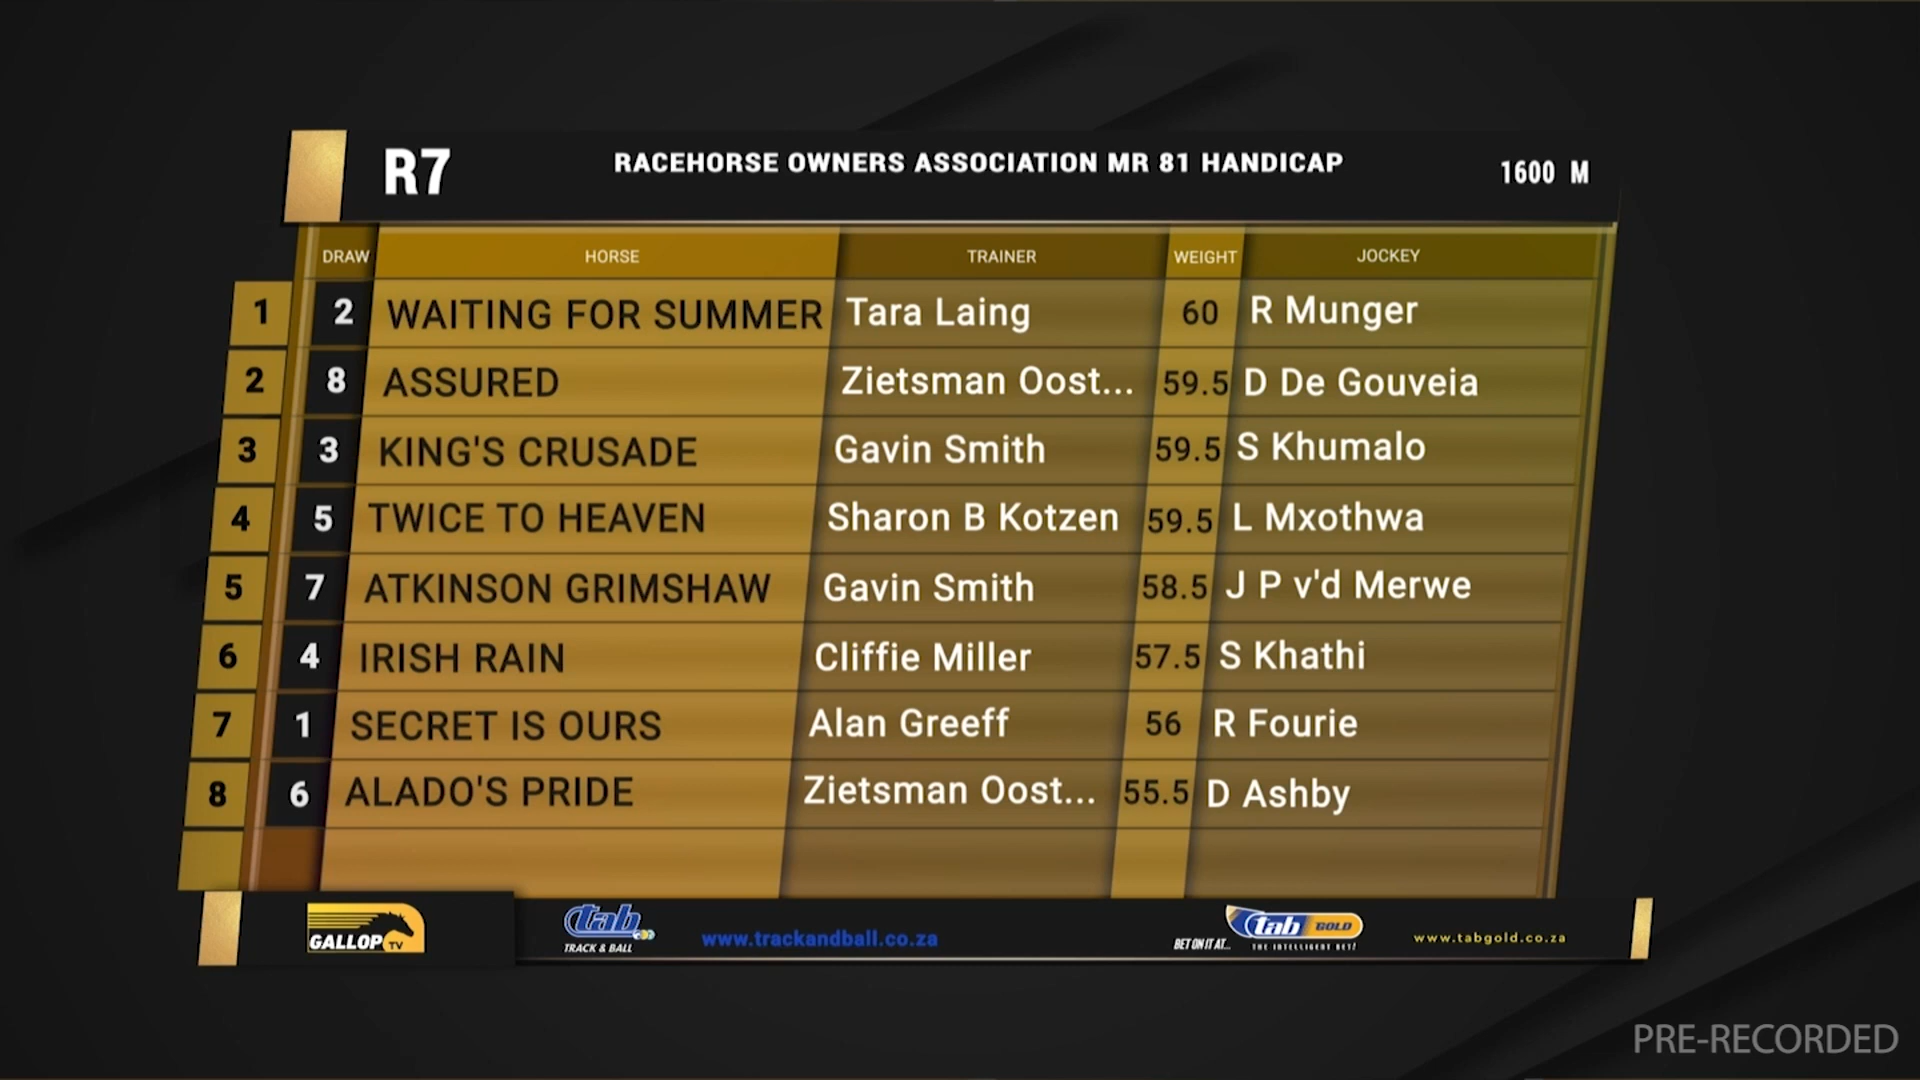 R7 RACEHORSE OWNERS ASSOCIATION MR 81 HANDICAP 1600 M
DRAW HORSE TRAINER WEIGHT JOCKEY
1 2 WAITING FOR SUMMER Tara Laing 60 R Munger
2 8 ASSURED Zietsman Oost... 59.5 D De Gouveia
3 3 KING'S CRUSADE Gavin Smith 59.5 S Khumalo
4 5 TWICE TO HEAVEN Sharon B Kotzen 59.5 L Mxothwa
5 7 ATKINSON GRIMSHAW Gavin Smith 58.5 J P v'd Merwe
6 4 IRISH RAIN Cliffie Miller 57.5 S Khathi
7 1 SECRET IS OURS Alan Greeff 56 R Fourie
8 6 ALADO'S PRIDE Zietsman Oost... 55.5 D Ashby
GALLOP TV
tab
TRACK & BALL
www.trackandball.co.za
BET ON IT AT...
tab GOLD
THE INTELLIGENT BET!
www.tabgold.co.za
PRE-RECORDED